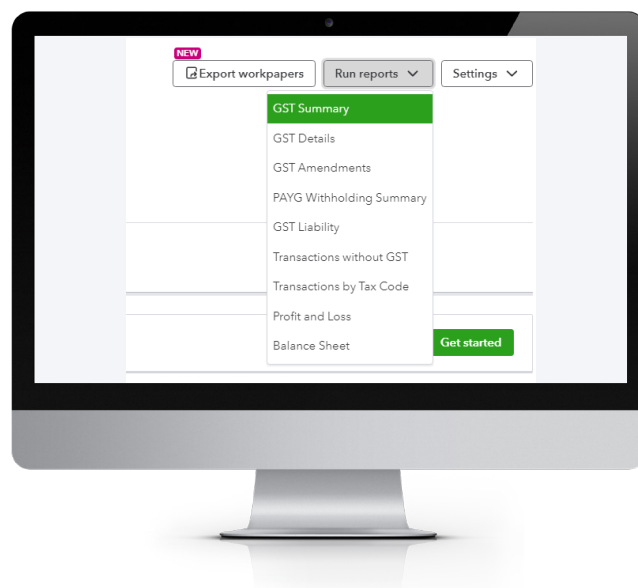 NEW
Export workpapers
Run reports
Settings
GST Summary
GST Details
GST Amendments
PAYG Withholding Summary
GST Liability
Transactions without GST
Transactions by Tax Code
Profit and Loss
Balance Sheet
Get started